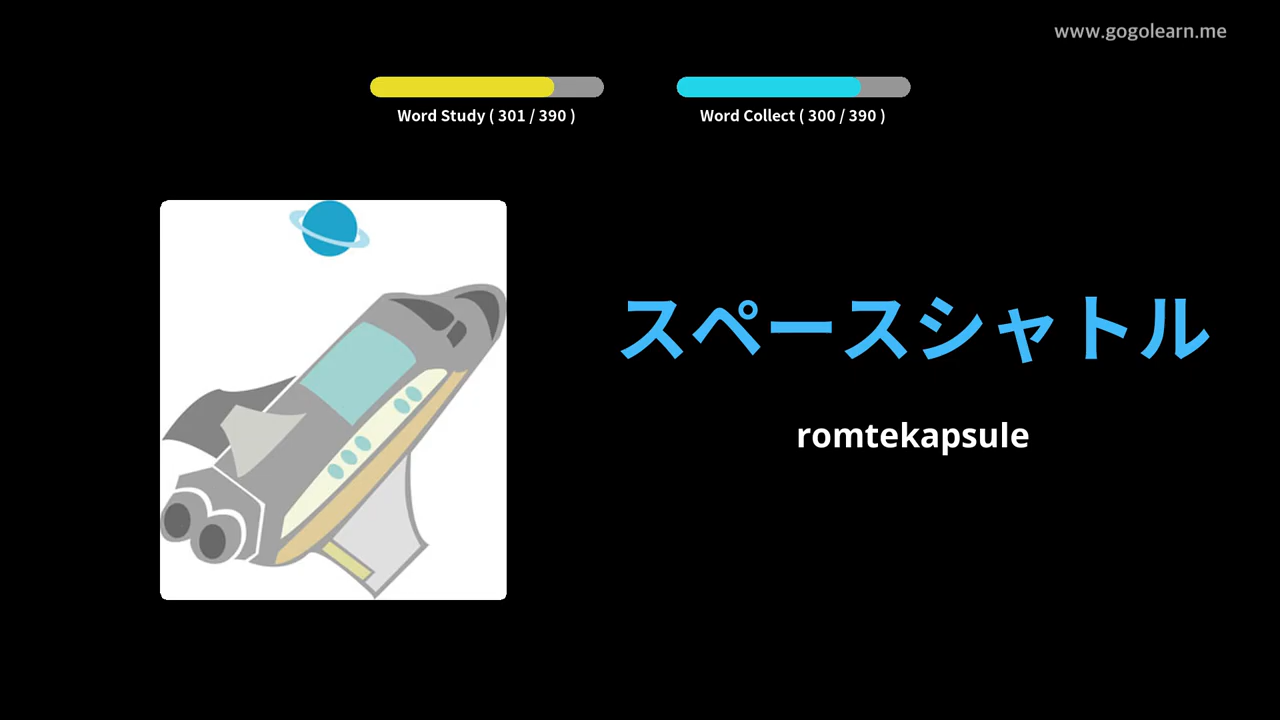 www.gogolearn.me
Word Study ( 301 / 390 )
Word Collect ( 300 / 390 )
スペースシャトル
romtekapsule